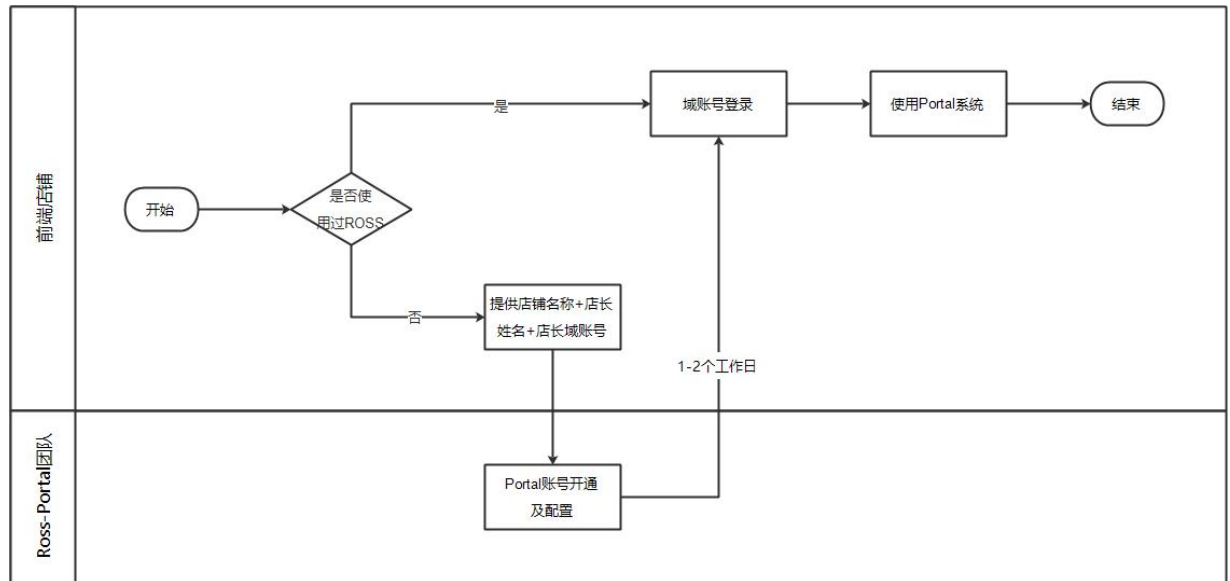 前端店铺
开始
是否使
用过ROSS
是
域账号登录
使用Portal系统
结束
否
提供店铺名称+店长
姓名+店长域账号
1-2个工作日
Ross-Portal团队
Portal账号开通
及配置